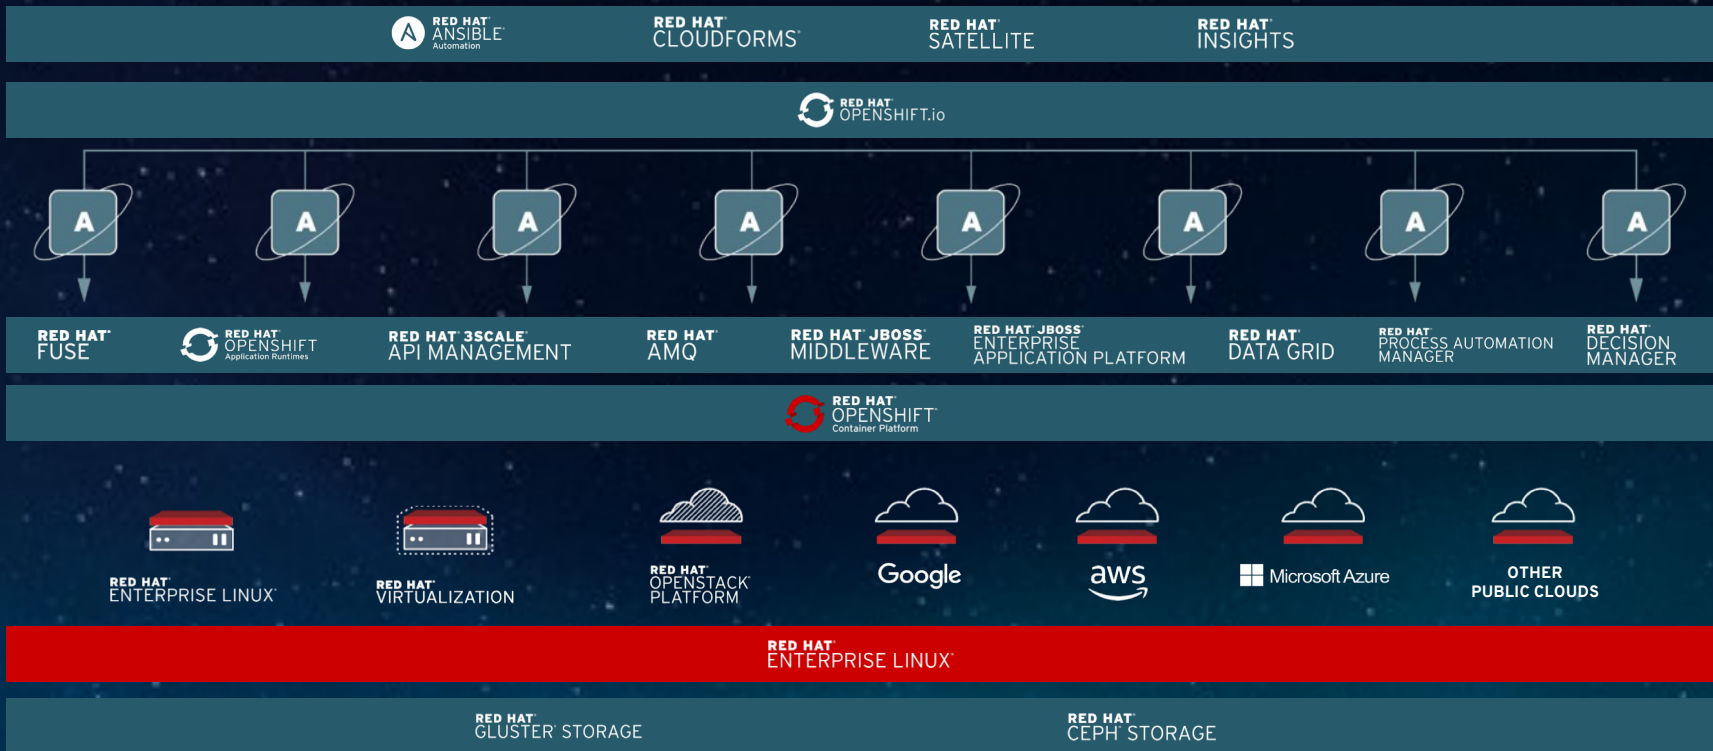 RED HAT®
ANSIBLE®
Automation
RED HAT®
CLOUDFORMS®
RED HAT®
SATELLITE
RED HAT®
INSIGHTS
RED HAT®
OPENSHIFT.io
A
A
A
A
A
A
A
A
RED HAT®
FUSE
RED HAT®
OPENSHIFT
Application Runtimes
RED HAT® 3SCALE®
API MANAGEMENT
RED HAT®
AMQ
RED HAT® JBOSS®
MIDDLEWARE
RED HAT® JBOSS®
ENTERPRISE
APPLICATION PLATFORM
RED HAT®
DATA GRID
RED HAT®
PROCESS AUTOMATION
MANAGER
RED HAT®
DECISION
MANAGER
RED HAT®
OPENSHIFT®
Container Platform
RED HAT®
ENTERPRISE LINUX®
RED HAT®
VIRTUALIZATION
RED HAT®
OPENSTACK®
PLATFORM
Google
aws
Microsoft Azure
OTHER
PUBLIC CLOUDS
RED HAT®
ENTERPRISE LINUX®
RED HAT®
GLUSTER® STORAGE
RED HAT®
CEPH® STORAGE